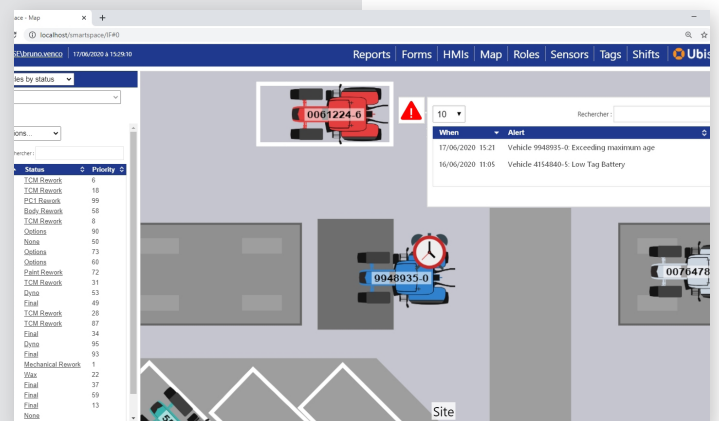 ace - Map
localhost/smartspace/IF#0
SE\bruno.venco 17/06/2020 à 15:29:10
Reports Forms HMIs Map Roles Sensors Tags Shifts Ubis
les by status
10
Rechercher :
ions...
hercher :
When Alert
17/06/2020 15:21 Vehicle 9948935-0: Exceeding maximum age
16/06/2020 11:05 Vehicle 4154840-5: Low Tag Battery
Status Priority
TCM Rework 6
TCM Rework 18
PC1 Rework 99
Body Rework 58
TCM Rework 8
Options 90
None 50
Options 73
Options 60
Paint Rework 72
TCM Rework 31
Dyno 53
Final 49
TCM Rework 28
TCM Rework 87
Final 34
Dyno 95
Final 93
Mechanical Rework 1
Wax 22
Final 37
Final 59
Final 13
None
0061224-6
9948935-0
0076478
Site